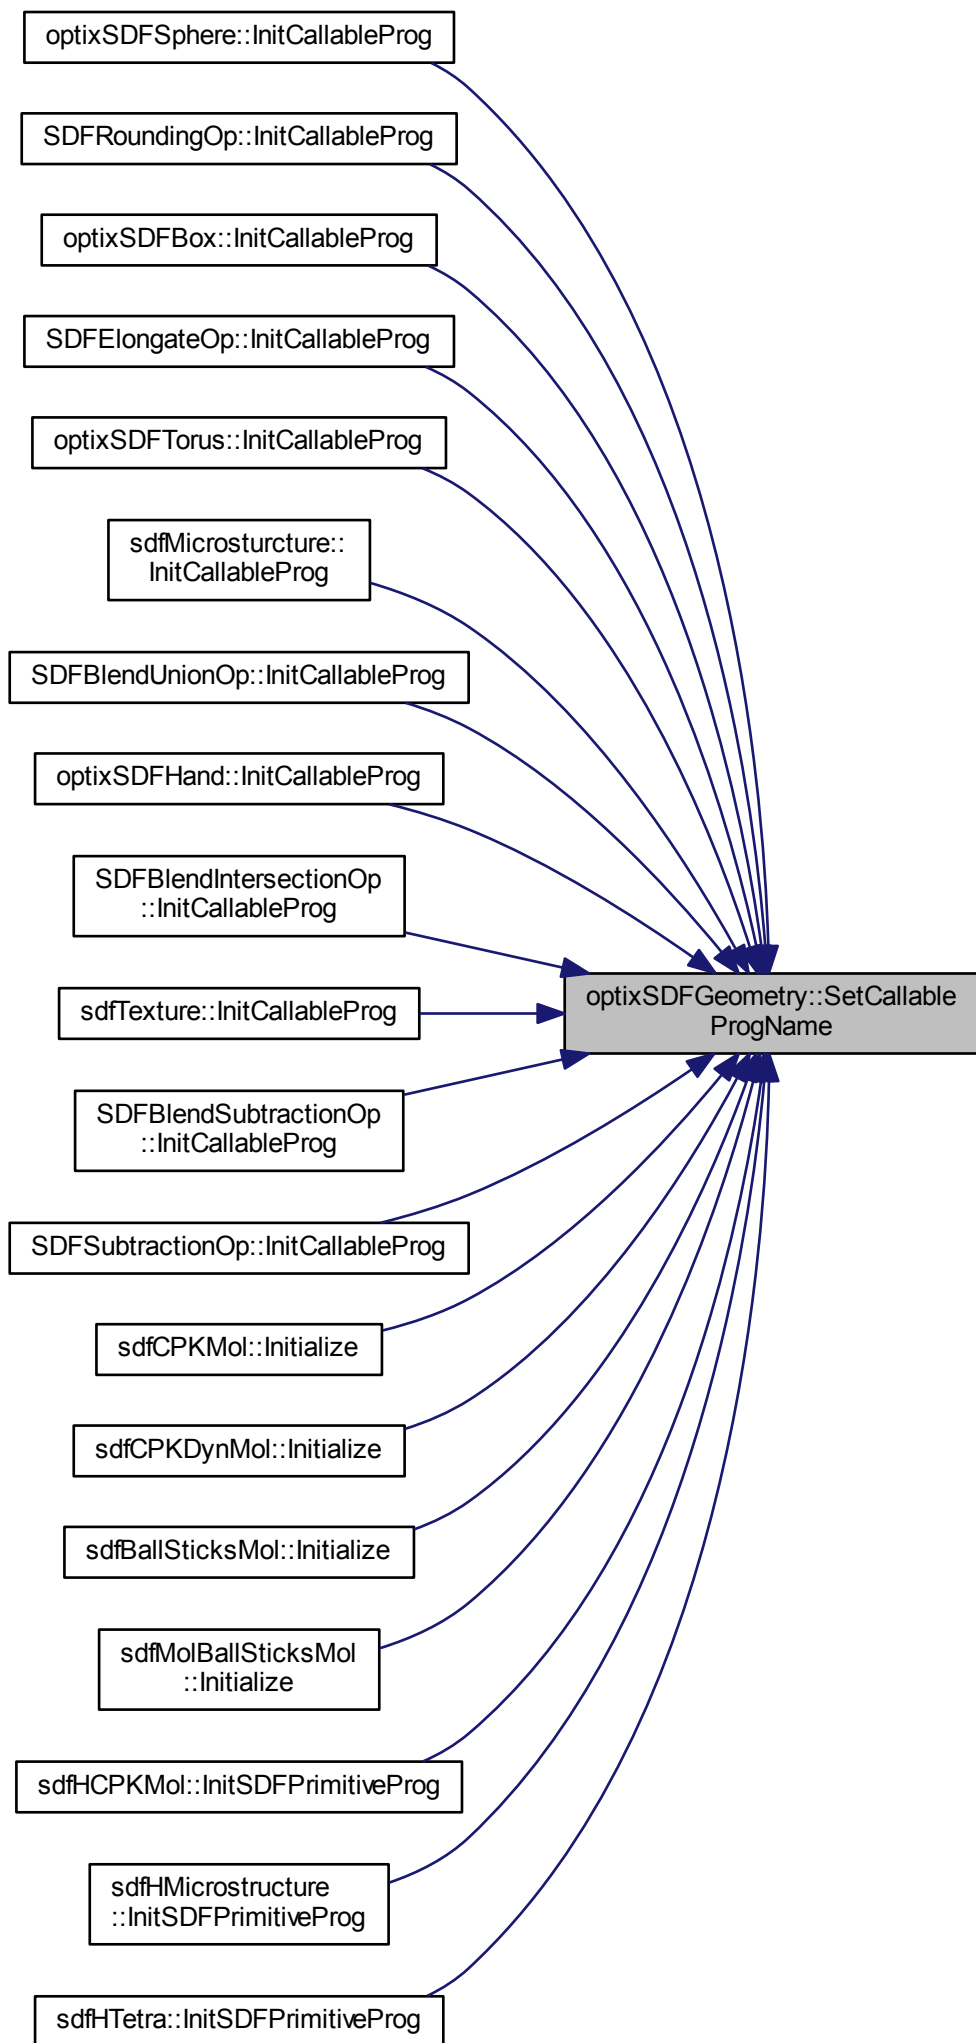 optixSDFSphere::InitCallableProg
SDFRoundingOp::InitCallableProg
optixSDFBox::InitCallableProg
SDFElongateOp::InitCallableProg
optixSDFTorus::InitCallableProg
sdfMicrosturcture::
InitCallableProg
SDFBlendUnionOp::InitCallableProg
optixSDFHand::InitCallableProg
SDFBlendIntersectionOp
::InitCallableProg
optixSDFGeometry::SetCallable
ProgName
sdfTexture::InitCallableProg
SDFBlendSubtractionOp
::InitCallableProg
SDFSubtractionOp::InitCallableProg
sdfCPKMol::Initialize
sdfCPKDynMol::Initialize
sdfBallSticksMol::Initialize
sdfMolBallSticksMol
::Initialize
sdfHCPKMol::InitSDFPrimitiveProg
sdfHMicrostructure
::InitSDFPrimitiveProg
sdfHTetra::InitSDFPrimitiveProg